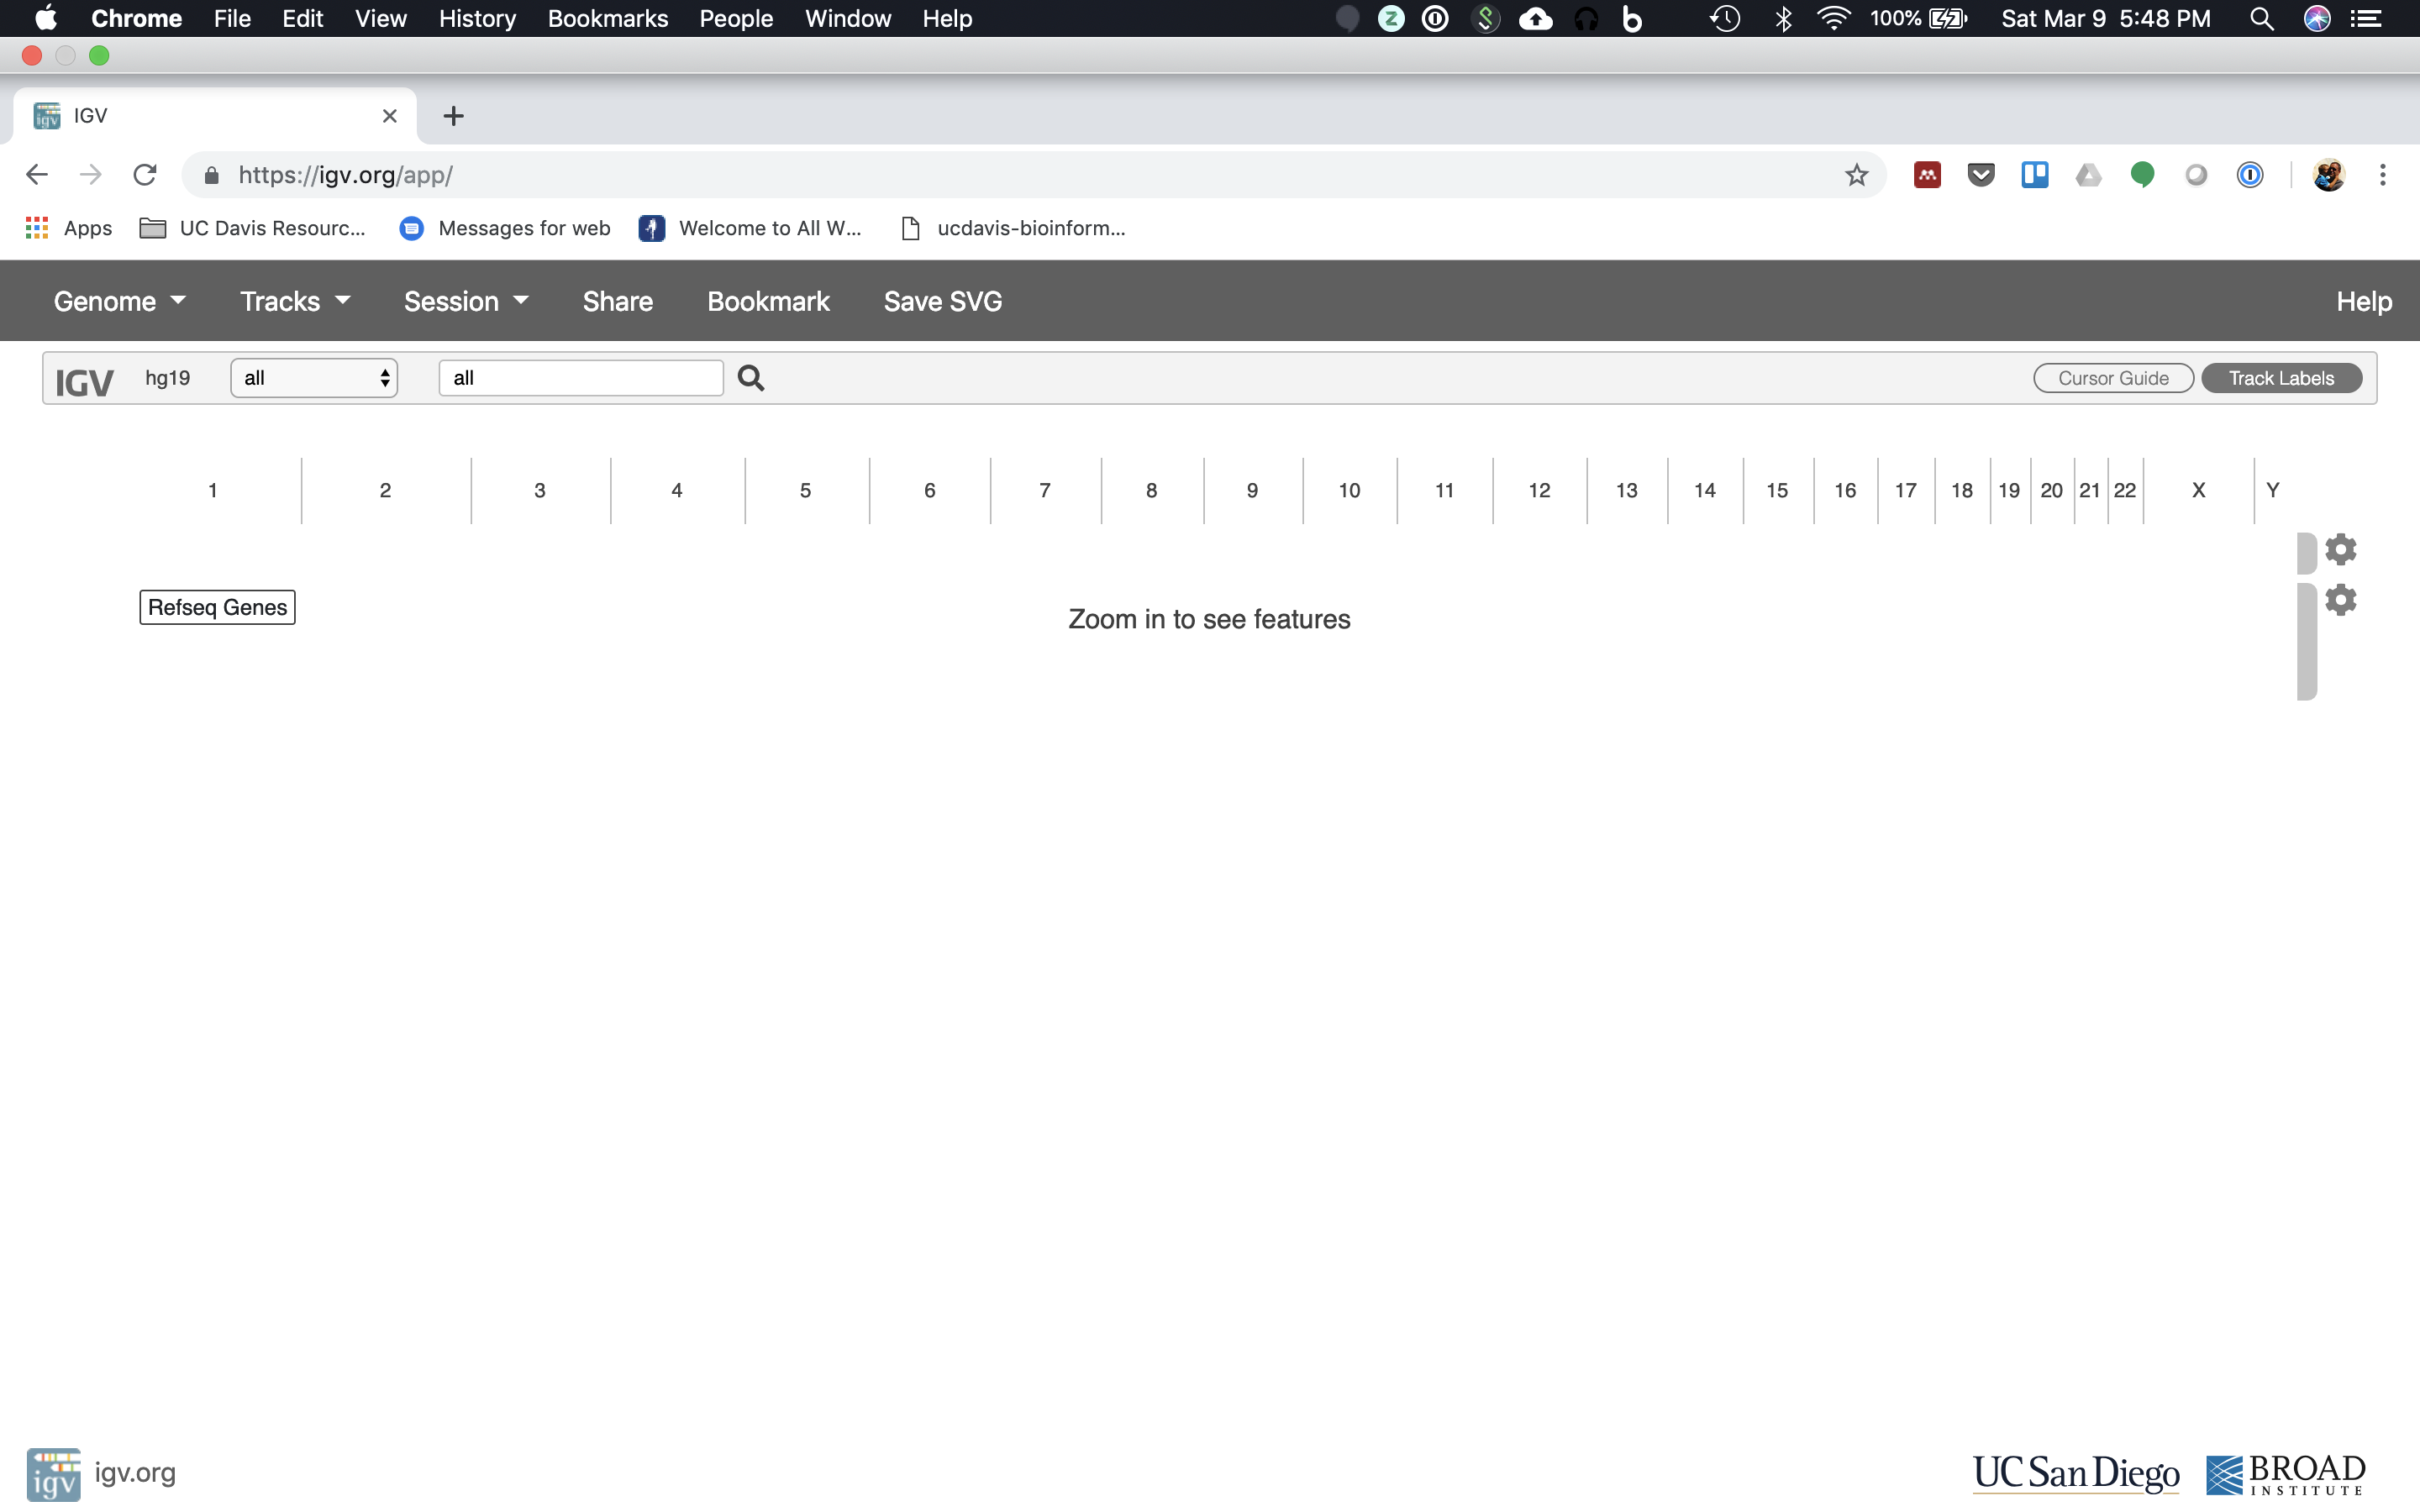 Chrome File Edit View History Bookmarks People Window Help 100% Sat Mar 9 5:48 PM
IGV
https://igv.org/app/
Apps UC Davis Resourc... Messages for web Welcome to All W... ucdavis-bioinform...
Genome Tracks Session Share Bookmark Save SVG Help
IGV hg19 all all Cursor Guide Track Labels
1 2 3 4 5 6 7 8 9 10 11 12 13 14 15 16 17 18 19 20 21 22 X Y
Refseq Genes
Zoom in to see features
igv igv.org UC San Diego BROAD
INSTITUTE